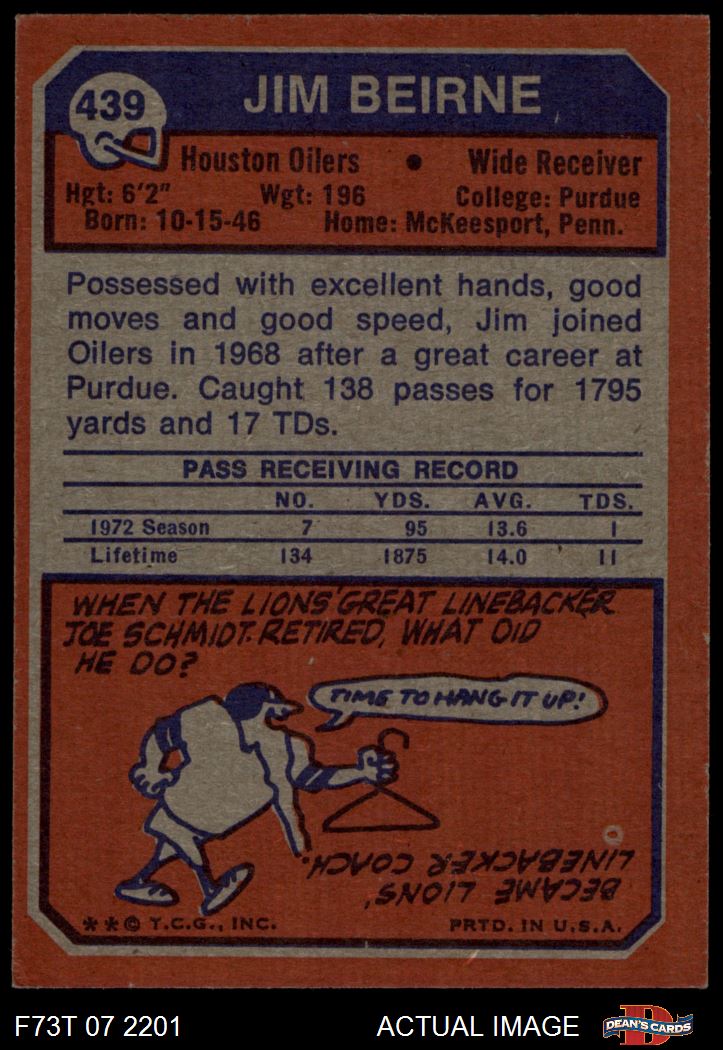 439
JIM BEIRNE
Houston Oilers • Wide Receiver
Hgt: 6'2" Wgt: 196 College: Purdue
Born: 10-15-46 Home: McKeesport, Penn.
Possessed with excellent hands, good
moves and good speed, Jim joined
Oilers in 1968 after a great career at
Purdue. Caught 138 passes for 1795
yards and 17 TDs.
PASS RECEIVING RECORD
NO. YDS. AVG. TDS.
1972 Season 7 95 13.6 1
Lifetime 134 1875 14.0 11
WHEN THE LIONS' GREAT LINEBACKER
JOE SCHMIDT RETIRED, WHAT DID
HE DO?
TIME TO HANG IT UP!
BECAME LIONS'
LINEBACKER COACH.
**© T.C.G., INC. PRTD. IN U.S.A.
F73T 07 2201 ACTUAL IMAGE D DEAN'S CARDS